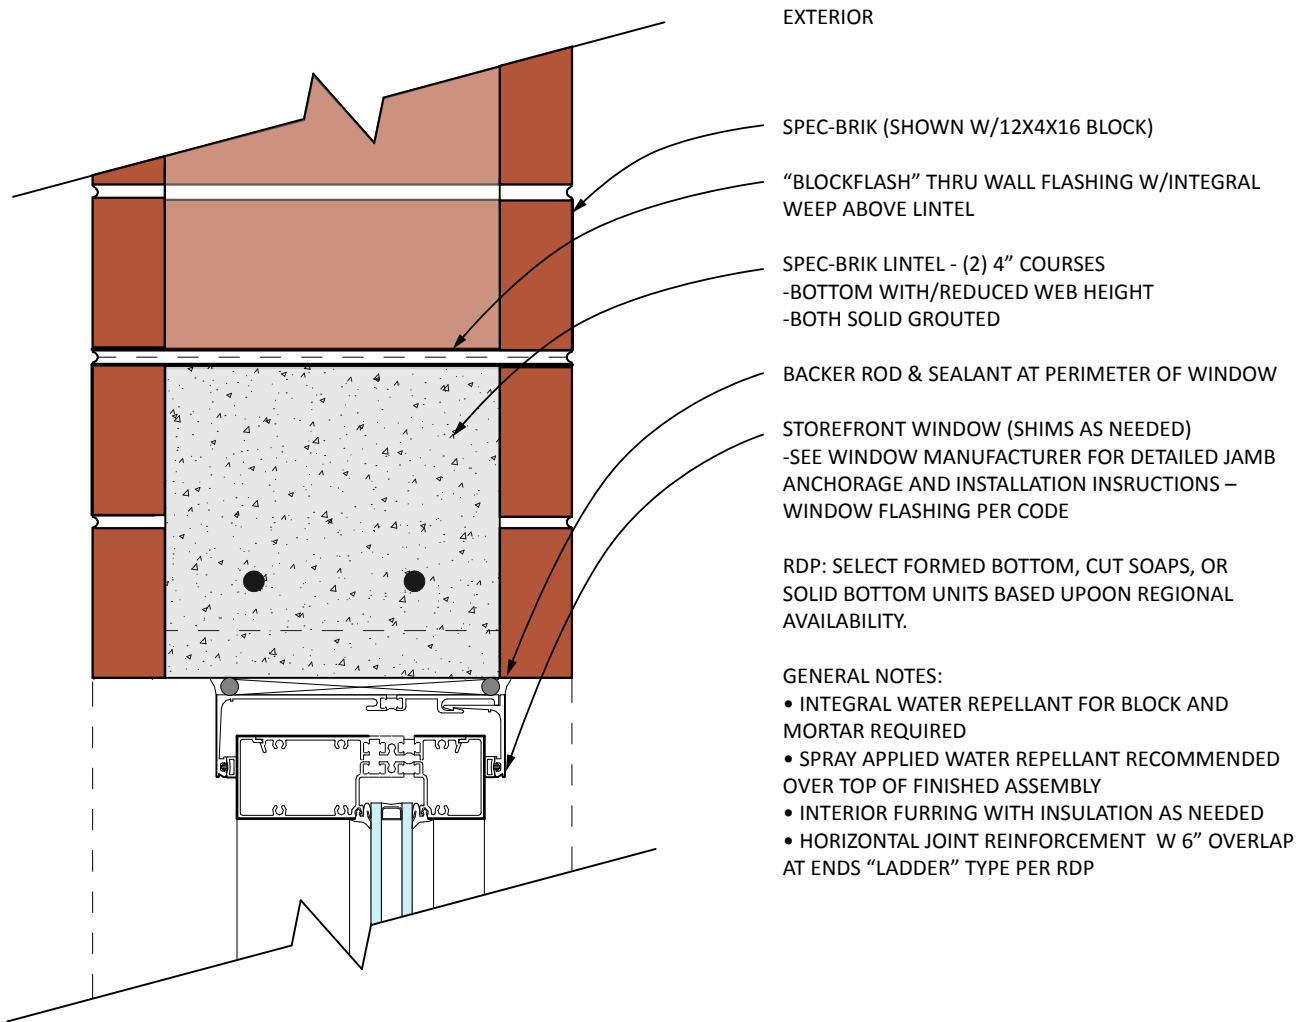 EXTERIOR
SPEC-BRIK (SHOWN W/12X4X16 BLOCK)
“BLOCKFLASH” THRU WALL FLASHING W/INTEGRAL
WEEP ABOVE LINTEL
SPEC-BRIK LINTEL - (2) 4” COURSES
-BOTTOM WITH/REDUCED WEB HEIGHT
-BOTH SOLID GROUTED
BACKER ROD & SEALANT AT PERIMETER OF WINDOW
STOREFRONT WINDOW (SHIMS AS NEEDED)
-SEE WINDOW MANUFACTURER FOR DETAILED JAMB
ANCHORAGE AND INSTALLATION INSRUCTIONS –
WINDOW FLASHING PER CODE
RDP: SELECT FORMED BOTTOM, CUT SOAPS, OR
SOLID BOTTOM UNITS BASED UPOON REGIONAL
AVAILABILITY.
GENERAL NOTES:
• INTEGRAL WATER REPELLANT FOR BLOCK AND
MORTAR REQUIRED
• SPRAY APPLIED WATER REPELLANT RECOMMENDED
OVER TOP OF FINISHED ASSEMBLY
• INTERIOR FURRING WITH INSULATION AS NEEDED
• HORIZONTAL JOINT REINFORCEMENT  W 6” OVERLAP
AT ENDS “LADDER” TYPE PER RDP